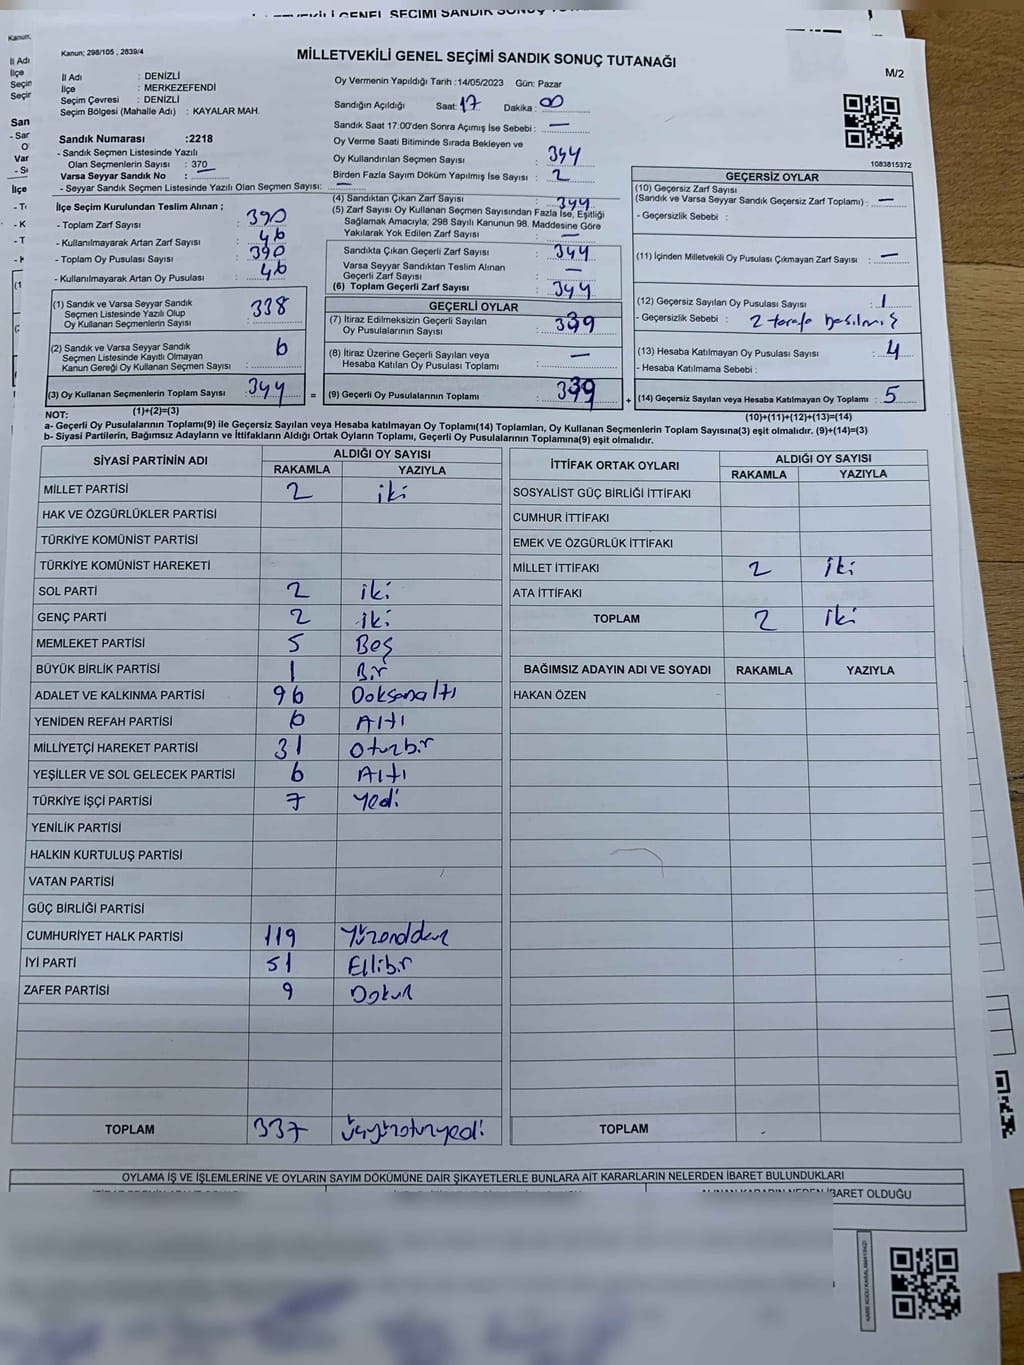 MİLLETVEKİLİ GENEL SEÇİMİ SANDIK SONUÇ TUTANAĞI
Kanun; 298/105 , 2839/4
M/2
İl Adı : DENİZLİ
İlçe : MERKEZEFENDİ
Seçim Çevresi : DENİZLİ
Seçim Bölgesi (Mahalle Adı) : KAYALAR MAH.
Sandık Numarası :2218
- Sandık Seçmen Listesinde Yazılı
Olan Seçmenlerin Sayısı : 370
Varsa Seyyar Sandık No : —
- Seyyar Sandık Seçmen Listesinde Yazılı Olan Seçmen Sayısı: —
Oy Vermenin Yapıldığı Tarih :14/05/2023 Gün: Pazar
Sandığın Açıldığı Saat: 17 Dakika : 00
Sandık Saat 17:00'den Sonra Açımış İse Sebebi : —
Oy Verme Saati Bitiminde Sırada Bekleyen ve
Oy Kullandırılan Seçmen Sayısı : 344
Birden Fazla Sayım Döküm Yapılmış İse Sayısı : 2
1083815372
İlçe Seçim Kurulundan Teslim Alınan ;
- Toplam Zarf Sayısı : 390
- Kullanılmayarak Artan Zarf Sayısı : 46
- Toplam Oy Pusulası Sayısı : 390
- Kullanılmayarak Artan Oy Pusulası : 46
(4) Sandıktan Çıkan Zarf Sayısı : 344
(5) Zarf Sayısı Oy Kullanan Seçmen Sayısından Fazla İse, Eşitliği
Sağlamak Amacıyla; 298 Sayılı Kanunun 98. Maddesine Göre
Yakılarak Yok Edilen Zarf Sayısı : —
Sandıkta Çıkan Geçerli Zarf Sayısı : 344
Varsa Seyyar Sandıktan Teslim Alınan
Geçerli Zarf Sayısı : —
(6) Toplam Geçerli Zarf Sayısı : 344
GEÇERSİZ OYLAR
(10) Geçersiz Zarf Sayısı
(Sandık ve Varsa Seyyar Sandık Geçersiz Zarf Toplamı) : —
- Geçersizlik Sebebi :
(11) İçinden Milletvekili Oy Pusulası Çıkmayan Zarf Sayısı : —
(12) Geçersiz Sayılan Oy Pusulası Sayısı : 1
- Geçersizlik Sebebi : 2 tarafa basılmış
(13) Hesaba Katılmayan Oy Pusulası Sayısı : 4
- Hesaba Katılmama Sebebi :
(14) Geçersiz Sayılan veya Hesaba Katılmayan Oy Toplamı : 5
(10)+(11)+(12)+(13)=(14)
(1) Sandık ve Varsa Seyyar Sandık
Seçmen Listesinde Yazılı Olup
Oy Kullanan Seçmenlerin Sayısı : 338
(2) Sandık ve Varsa Seyyar Sandık
Seçmen Listesinde Kayıtlı Olmayan
Kanun Gereği Oy Kullanan Seçmen Sayısı : 6
(3) Oy Kullanan Seçmenlerin Toplam Sayısı : 344 =
(1)+(2)=(3)
GEÇERLİ OYLAR
(7) İtiraz Edilmeksizin Geçerli Sayılan
Oy Pusulalarının Sayısı : 339
(8) İtiraz Üzerine Geçerli Sayılan veya
Hesaba Katılan Oy Pusulası Toplamı : —
(9) Geçerli Oy Pusulalarının Toplamı : 339 +
NOT:
a- Geçerli Oy Pusulalarının Toplamı(9) ile Geçersiz Sayılan veya Hesaba katılmayan Oy Toplamı(14) Toplamları, Oy Kullanan Seçmenlerin Toplam Sayısına(3) eşit olmalıdır. (9)+(14)=(3)
b- Siyasi Partilerin, Bağımsız Adayların ve İttifakların Aldığı Ortak Oyların Toplamı, Geçerli Oy Pusulalarının Toplamına(9) eşit olmalıdır.
SİYASİ PARTİNİN ADI ALDIĞI OY SAYISI
RAKAMLA YAZIYLA
MİLLET PARTİSİ 2 iki
HAK VE ÖZGÜRLÜKLER PARTİSİ
TÜRKİYE KOMÜNİST PARTİSİ
TÜRKİYE KOMÜNİST HAREKETİ
SOL PARTİ 2 iki
GENÇ PARTİ 2 iki
MEMLEKET PARTİSİ 5 Beş
BÜYÜK BİRLİK PARTİSİ 1 Bir
ADALET VE KALKINMA PARTİSİ 96 Doksanaltı
YENİDEN REFAH PARTİSİ 6 Altı
MİLLİYETÇİ HAREKET PARTİSİ 31 Otuzbir
YEŞİLLER VE SOL GELECEK PARTİSİ 6 Altı
TÜRKİYE İŞÇİ PARTİSİ 7 Yedi
YENİLİK PARTİSİ
HALKIN KURTULUŞ PARTİSİ
VATAN PARTİSİ
GÜÇ BİRLİĞİ PARTİSİ
CUMHURİYET HALK PARTİSİ 119 Yüzondokuz
İYİ PARTİ 51 Ellibir
ZAFER PARTİSİ 9 Dokuz
TOPLAM 337 üçyüzotuzyedi
İTTİFAK ORTAK OYLARI ALDIĞI OY SAYISI
RAKAMLA YAZIYLA
SOSYALİST GÜÇ BİRLİĞİ İTTİFAKI
CUMHUR İTTİFAKI
EMEK VE ÖZGÜRLÜK İTTİFAKI
MİLLET İTTİFAKI 2 iki
ATA İTTİFAKI
TOPLAM 2 iki
BAĞIMSIZ ADAYIN ADI VE SOYADI RAKAMLA YAZIYLA
HAKAN ÖZEN
TOPLAM
OYLAMA İŞ VE İŞLEMLERİNE VE OYLARIN SAYIM DÖKÜMÜNE DAİR ŞİKAYETLERLE BUNLARA AİT KARARLARIN NELERDEN İBARET BULUNDUKLARI
İBARET OLDUĞU